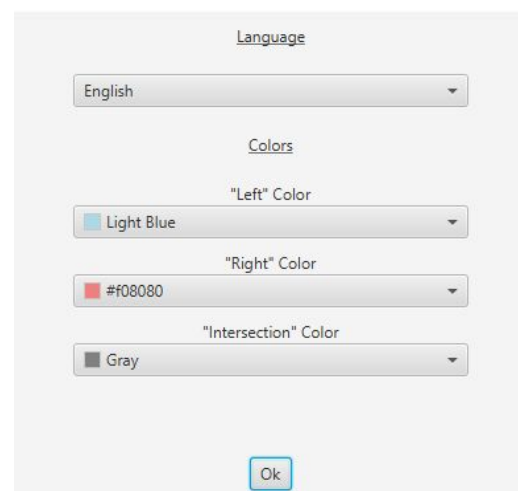 Language
English
Colors
"Left" Color
Light Blue
"Right" Color
#f08080
"Intersection" Color
Gray
Ok